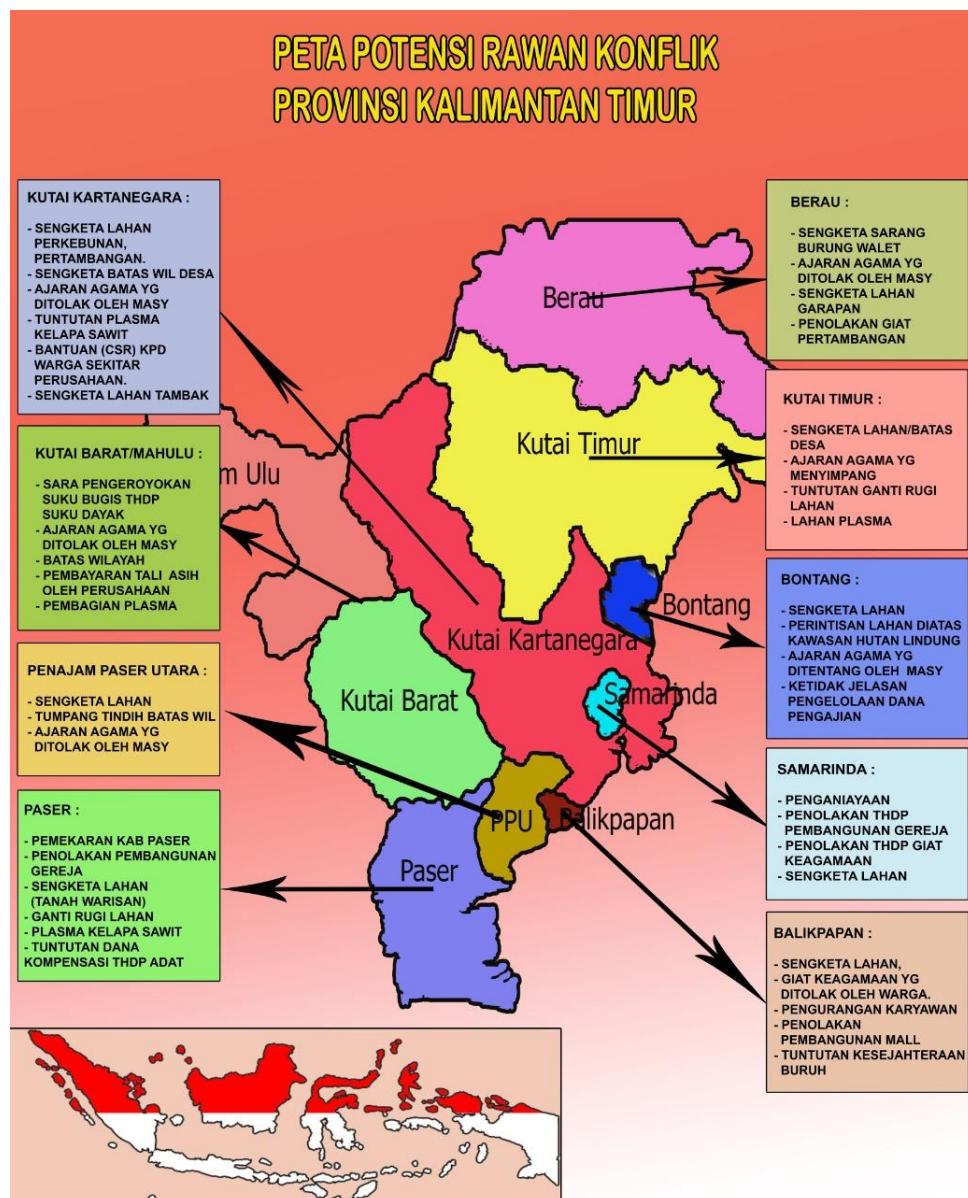 PETA POTENSI RAWAN KONFLIK
PROVINSI KALIMANTAN TIMUR
KUTAI KARTANEGARA :
- SENGKETA LAHAN
PERKEBUNAN,
PERTAMBANGAN.
- SENGKETA BATAS WIL DESA
- AJARAN AGAMA YG
DITOLAK OLEH MASY
- TUNTUTAN PLASMA
KELAPA SAWIT
- BANTUAN (CSR) KPD
WARGA SEKITAR
PERUSAHAAN.
- SENGKETA LAHAN TAMBAK
KUTAI BARAT/MAHULU :
- SARA PENGEROYOKAN
SUKU BUGIS THDP
SUKU DAYAK
- AJARAN AGAMA YG
DITOLAK OLEH MASY
- BATAS WILAYAH
- PEMBAYARAN TALI ASIH
OLEH PERUSAHAAN
- PEMBAGIAN PLASMA
PENAJAM PASER UTARA :
- SENGKETA LAHAN
- TUMPANG TINDIH BATAS WIL
- AJARAN AGAMA YG
DITOLAK OLEH MASY
PASER :
- PEMEKARAN KAB PASER
- PENOLAKAN PEMBANGUNAN
GEREJA
- SENGKETA LAHAN
(TANAH WARISAN)
- GANTI RUGI LAHAN
- PLASMA KELAPA SAWIT
- TUNTUTAN DANA
KOMPENSASI THDP ADAT
Berau
Kutai Timur
m Ulu
Bontang
Kutai Kartanegara
Kutai Barat
Samarinda
PPU
Balikpapan
Paser
BERAU :
- SENGKETA SARANG
BURUNG WALET
- AJARAN AGAMA YG
DITOLAK OLEH MASY
- SENGKETA LAHAN
GARAPAN
- PENOLAKAN GIAT
PERTAMBANGAN
KUTAI TIMUR :
- SENGKETA LAHAN/BATAS
DESA
- AJARAN AGAMA YG
MENYIMPANG
- TUNTUTAN GANTI RUGI
LAHAN
- LAHAN PLASMA
BONTANG :
- SENGKETA LAHAN
- PERINTISAN LAHAN DIATAS
KAWASAN HUTAN LINDUNG
- AJARAN AGAMA YG
DITENTANG OLEH MASY
- KETIDAK JELASAN
PENGELOLAAN DANA
PENGAJIAN
SAMARINDA :
- PENGANIAYAAN
- PENOLAKAN THDP
PEMBANGUNAN GEREJA
- PENOLAKAN THDP GIAT
KEAGAMAAN
- SENGKETA LAHAN
BALIKPAPAN :
- SENGKETA LAHAN,
- GIAT KEAGAMAAN YG
DITOLAK OLEH WARGA.
- PENGURANGAN KARYAWAN
- PENOLAKAN
PEMBANGUNAN MALL
- TUNTUTAN KESEJAHTERAAN
BURUH